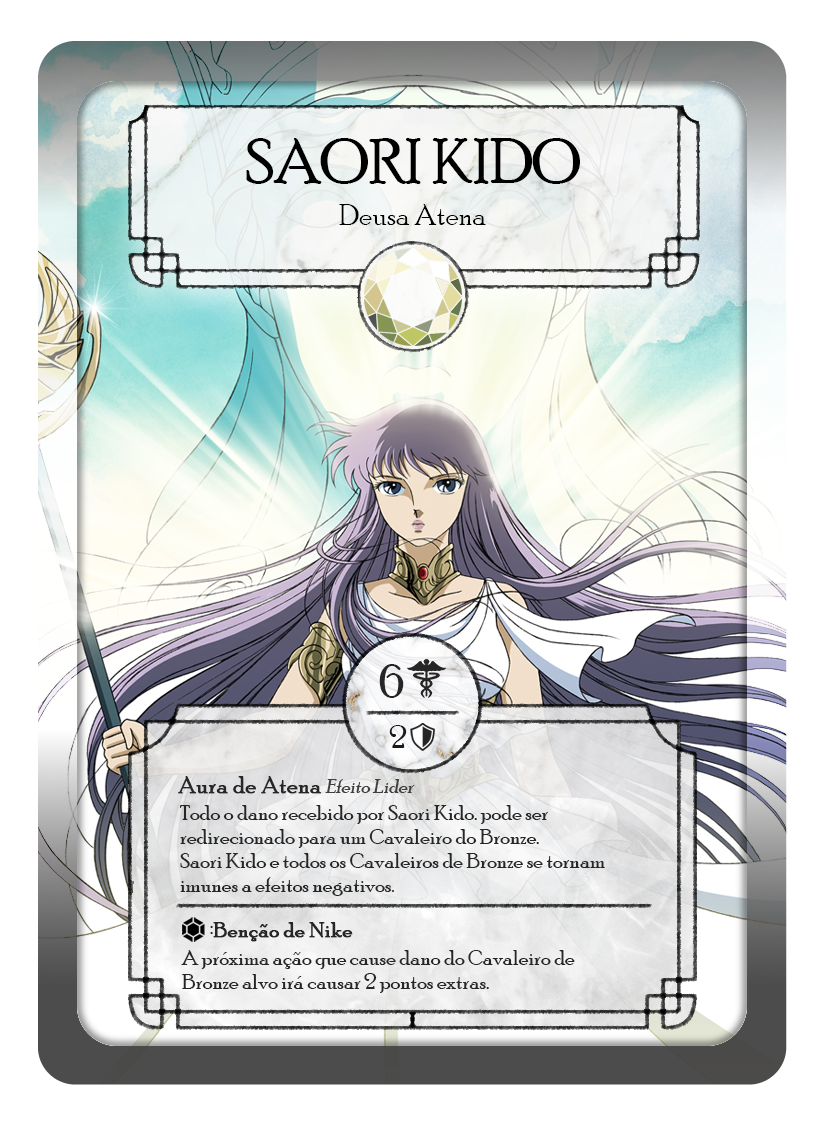 SAORI KIDO
Deusa Atena
6
2
Aura de Atena Efeito Lider
Todo o dano recebido por Saori Kido. pode ser
redirecionado para um Cavaleiro do Bronze.
Saori Kido e todos os Cavaleiros de Bronze se tornam
imunes a efeitos negativos.
:Benção de Nike
A próxima ação que cause dano do Cavaleiro de
Bronze alvo irá causar 2 pontos extras.